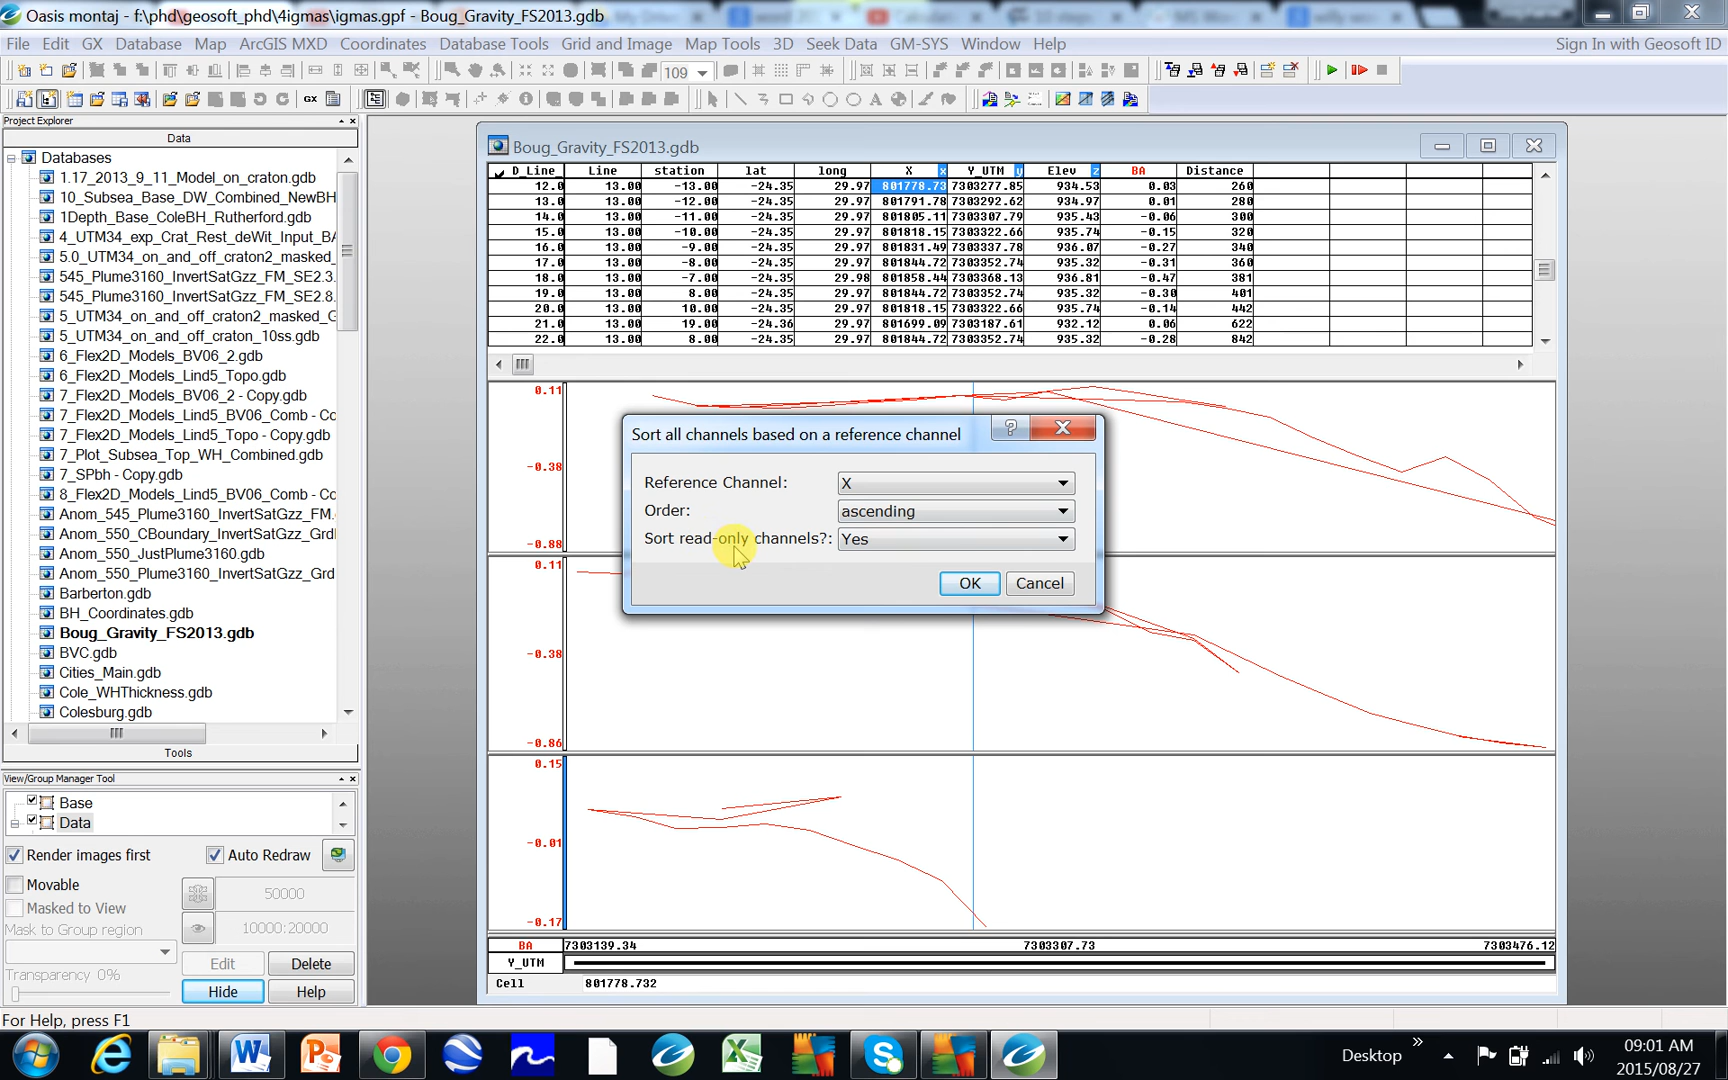 Oasis montaj - f:\phd\geosoft_phd\4igmas\igmas.gpf - Boug_Gravity_FS2013.gdb
File Edit GX Database Map ArcGIS MXD Coordinates Database Tools Grid and Image Map Tools 3D Seek Data GM-SYS Window Help Sign In with Geosoft ID
109
GX
Project Explorer
Data
Databases
1.17_2013_9_11_Model_on_craton.gdb
10_Subsea_Base_DW_Combined_NewBH
1Depth_Base_ColeBH_Rutherford.gdb
4_UTM34_exp_Crat_Rest_deWit_Input_BA
5.0_UTM34_on_and_off_craton2_masked_
545_Plume3160_InvertSatGzz_FM_SE2.3.
545_Plume3160_InvertSatGzz_FM_SE2.8.
5_UTM34_on_and_off_craton2_masked_G
5_UTM34_on_and_off_craton_10ss.gdb
6_Flex2D_Models_BV06_2.gdb
6_Flex2D_Models_Lind5_Topo.gdb
7_Flex2D_Models_BV06_2 - Copy.gdb
7_Flex2D_Models_Lind5_BV06_Comb - Co
7_Flex2D_Models_Lind5_Topo - Copy.gdb
7_Plot_Subsea_Top_WH_Combined.gdb
7_SPbh - Copy.gdb
8_Flex2D_Models_Lind5_BV06_Comb - Co
Anom_545_Plume3160_InvertSatGzz_FM.
Anom_550_CBoundary_InvertSatGzz_Grd
Anom_550_JustPlume3160.gdb
Anom_550_Plume3160_InvertSatGzz_Grd
Barberton.gdb
BH_Coordinates.gdb
Boug_Gravity_FS2013.gdb
BVC.gdb
Cities_Main.gdb
Cole_WHThickness.gdb
Colesburg.gdb
Tools
View/Group Manager Tool
Base
Data
Render images first Auto Redraw
Movable 50000
Masked to View
Mask to Group region 10000:20000
Edit Delete
Transparency 0%
Hide Help
Boug_Gravity_FS2013.gdb
D_Line_ Line station lat long X x Y_UTM y Elev z BA Distance
12.0 13.00 -13.00 -24.35 29.97 801778.73 7303277.85 934.53 0.03 260
13.0 13.00 -12.00 -24.35 29.97 801791.78 7303292.62 934.97 0.01 280
14.0 13.00 -11.00 -24.35 29.97 801805.11 7303307.79 935.43 -0.06 300
15.0 13.00 -10.00 -24.35 29.97 801818.15 7303322.66 935.74 -0.15 320
16.0 13.00 -9.00 -24.35 29.97 801831.49 7303337.78 936.07 -0.27 340
17.0 13.00 -8.00 -24.35 29.97 801844.72 7303352.74 935.32 -0.31 360
18.0 13.00 -7.00 -24.35 29.98 801858.44 7303368.13 936.81 -0.47 381
19.0 13.00 8.00 -24.35 29.97 801844.72 7303352.74 935.32 -0.30 401
20.0 13.00 10.00 -24.35 29.97 801818.15 7303322.66 935.74 -0.14 442
21.0 13.00 19.00 -24.36 29.97 801699.09 7303187.61 932.12 0.06 622
22.0 13.00 8.00 -24.35 29.97 801844.72 7303352.74 935.32 -0.28 842
0.11
-0.38
-0.88
0.11
-0.38
-0.86
0.15
-0.01
-0.17
Sort all channels based on a reference channel
Reference Channel: X
Order: ascending
Sort read-only channels?: Yes
OK Cancel
BA 7303139.34 7303307.73 7303476.12
Y_UTM
Cell 801778.732
For Help, press F1
Desktop »
09:01 AM
2015/08/27